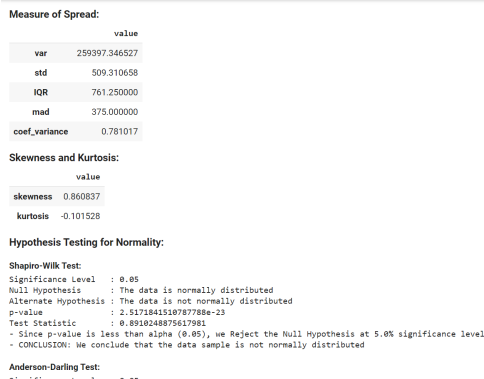 Measure of Spread:
value
var 259397.346527
std 509.310658
IQR 761.250000
mad 375.000000
coef_variance 0.781017
Skewness and Kurtosis:
value
skewness 0.860837
kurtosis -0.101528
Hypothesis Testing for Normality:
Shapiro-Wilk Test:
Significance Level : 0.05
Null Hypothesis : The data is normally distributed
Alternate Hypothesis : The data is not normally distributed
p-value : 2.5171841510787788e-23
Test Statistic : 0.8910248875617981
- Since p-value is less than alpha (0.05), we Reject the Null Hypothesis at 5.0% significance level
- CONCLUSION: We conclude that the data sample is not normally distributed
Anderson-Darling Test: